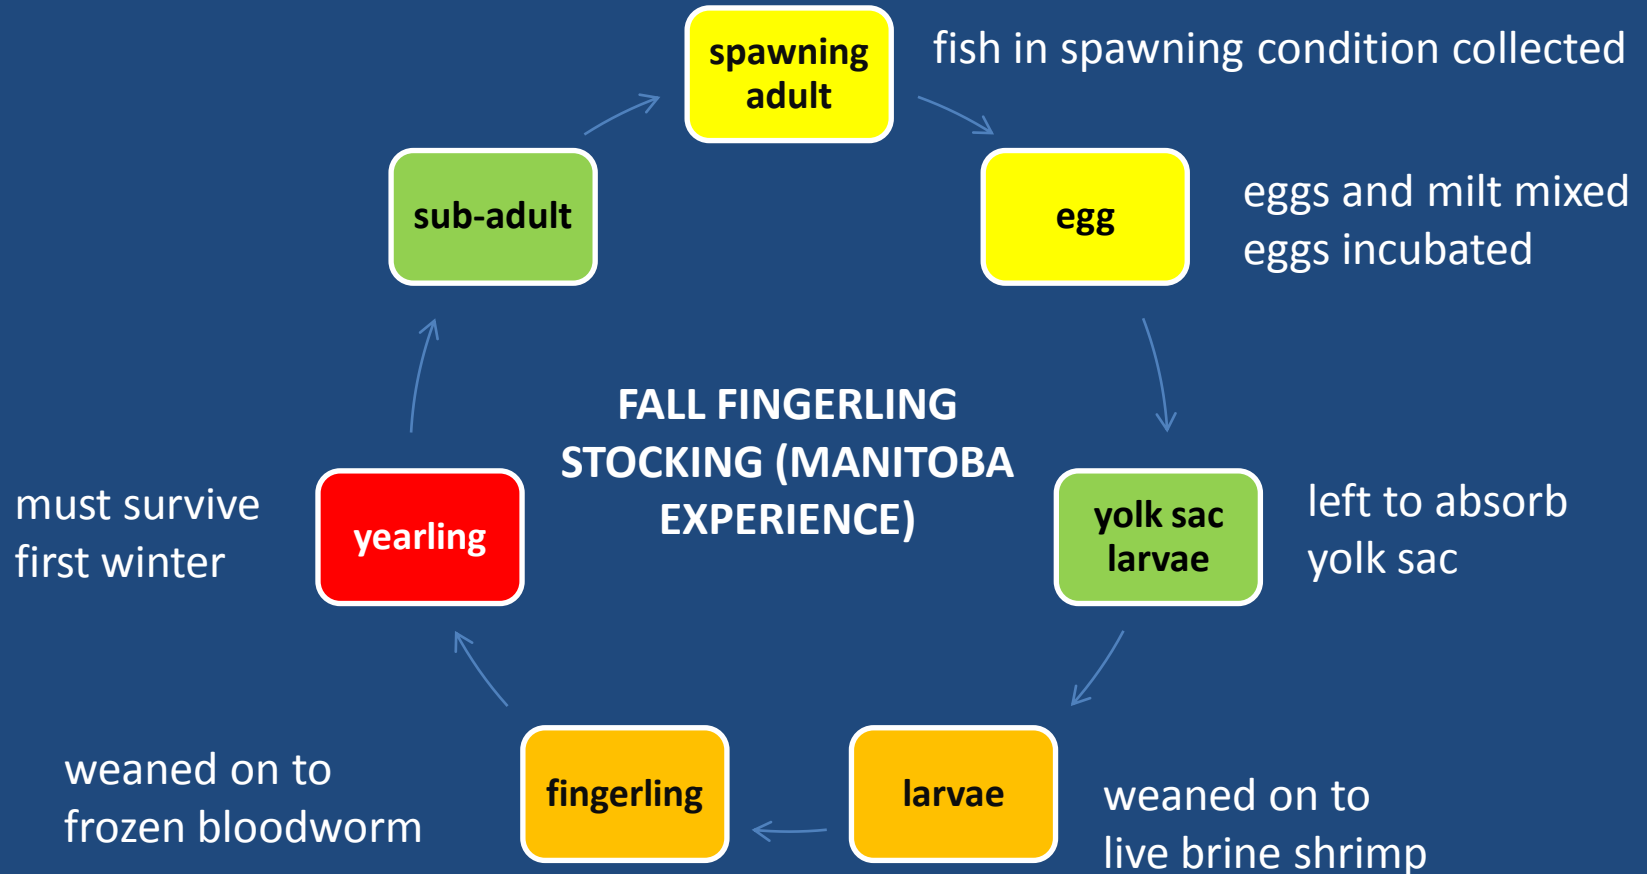 spawning
adult
fish in spawning condition collected
egg
eggs and milt mixed
eggs incubated
yolk sac
larvae
left to absorb
yolk sac
larvae
weaned on to
live brine shrimp
fingerling
weaned on to
frozen bloodworm
yearling
must survive
first winter
sub-adult
FALL FINGERLING
STOCKING (MANITOBA
EXPERIENCE)